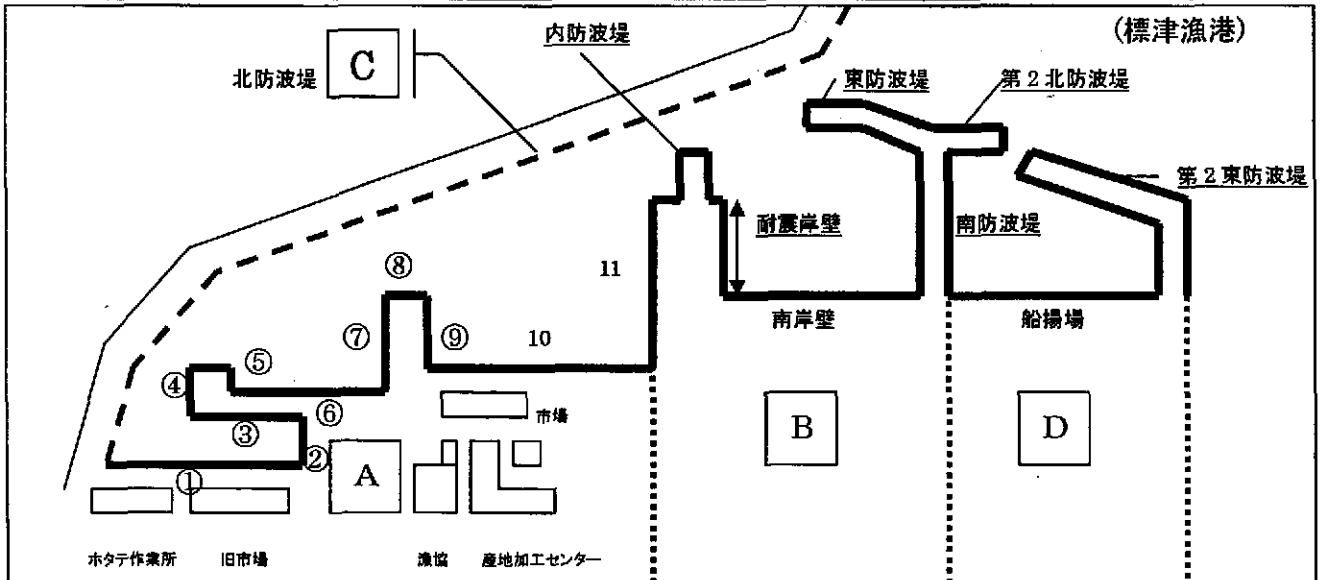 (標津漁港)
内防波堤
北防波堤
C
東防波堤
第2北防波堤
第2東防波堤
耐震岸壁
南防波堤
⑧
11
南岸壁
船揚場
⑦
⑨
10
⑤
④
⑥
市場
③
②
A
B
D
①
ホタテ作業所
旧市場
漁協
産地加工センター